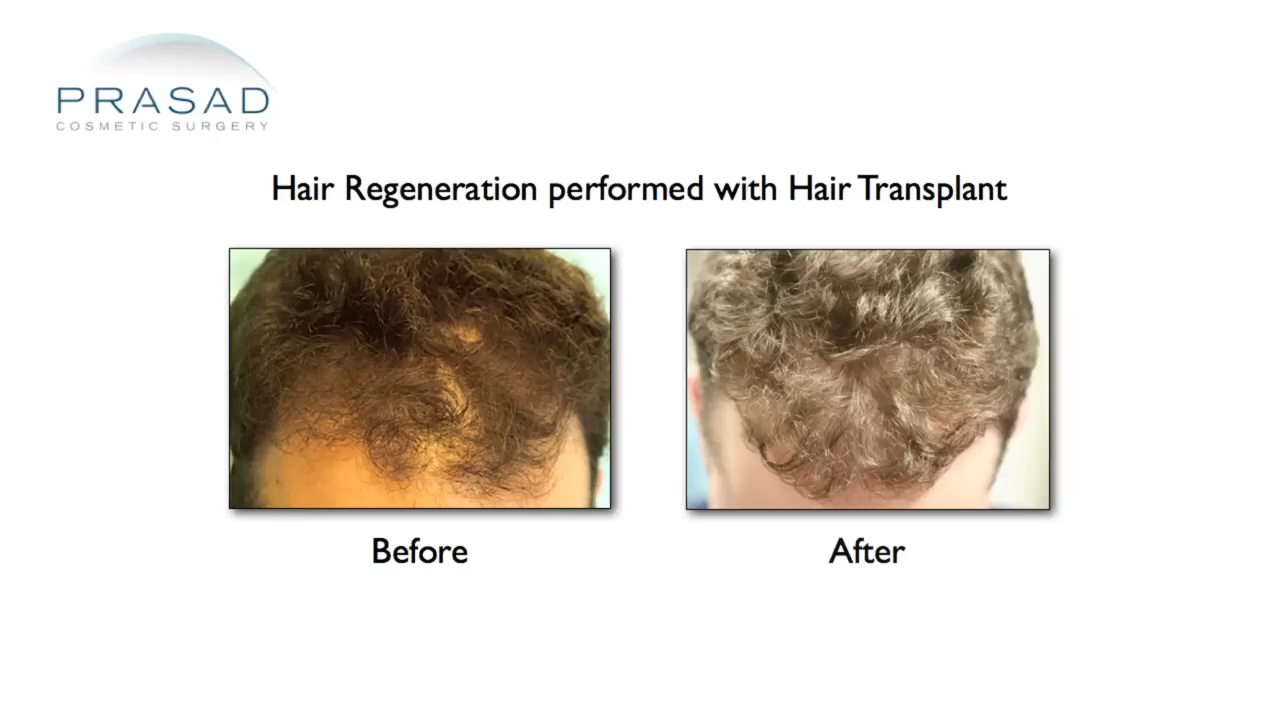 PRASAD
COSMETIC SURGERY
Hair Regeneration performed with Hair Transplant
Before
After